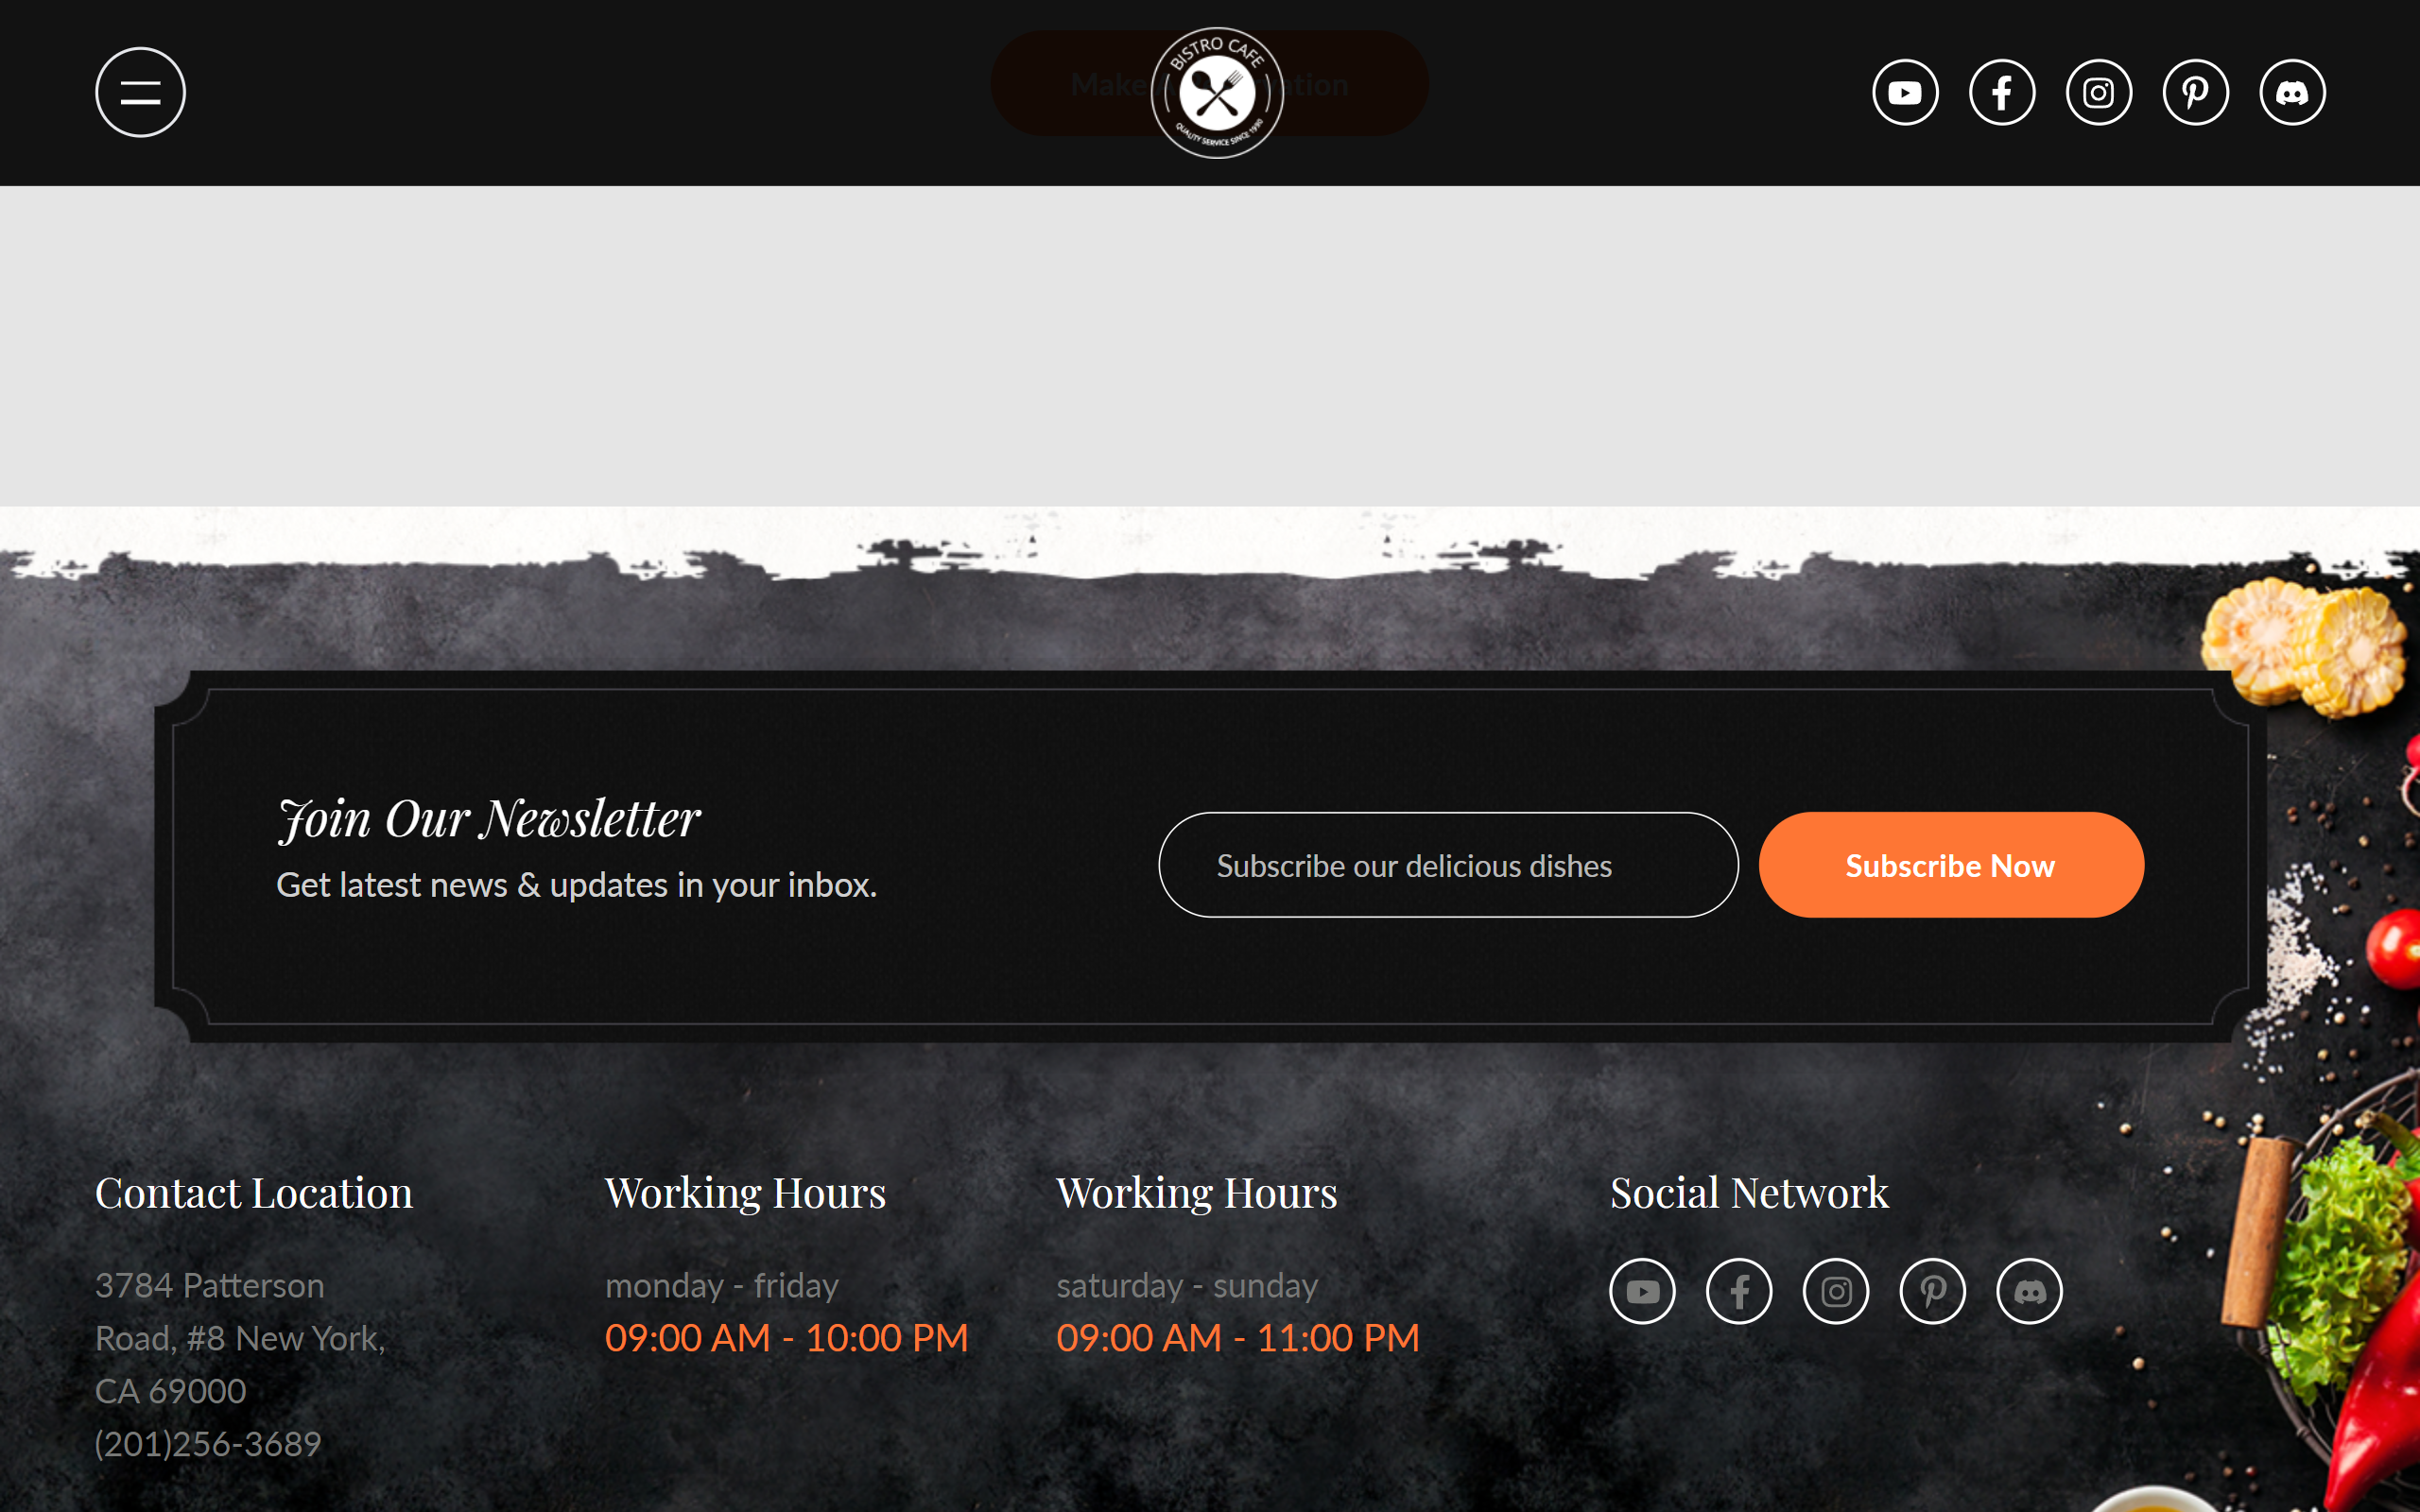 BISTRO CAFE
QUALITY SERVICE SINCE 1990
Make
Join Our Newsletter
Get latest news & updates in your inbox.
Subscribe our delicious dishes
Subscribe Now
Contact Location
3784 Patterson
Road, #8 New York,
CA 69000
(201)256-3689
Working Hours
monday - friday
09:00 AM - 10:00 PM
Working Hours
saturday - sunday
09:00 AM - 11:00 PM
Social Network